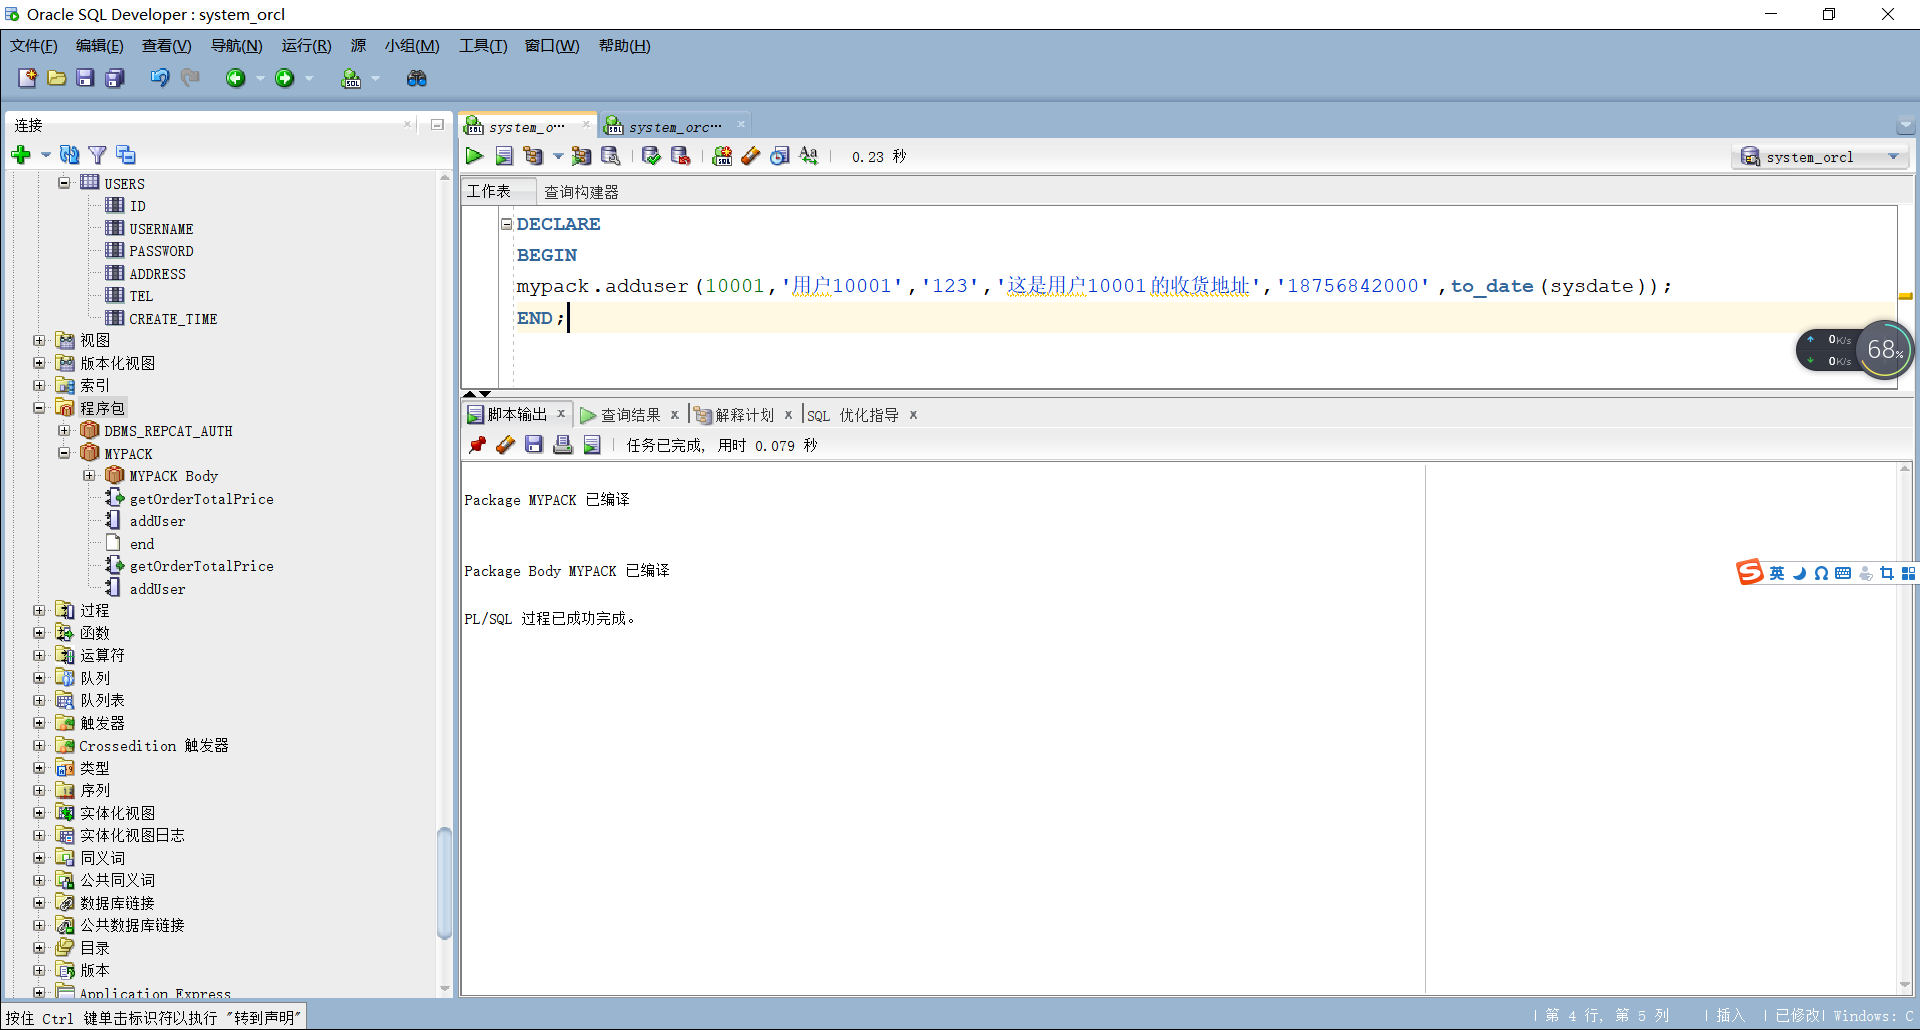 Oracle SQL Developer : system_orcl
文件(F) 编辑(E) 查看(V) 导航(N) 运行(R) 源 小组(M) 工具(T) 窗口(W) 帮助(H)
连接
USERS
ID
USERNAME
PASSWORD
ADDRESS
TEL
CREATE_TIME
视图
版本化视图
索引
程序包
DBMS_REPCAT_AUTH
MYPACK
MYPACK Body
getOrderTotalPrice
addUser
end
getOrderTotalPrice
addUser
过程
函数
运算符
队列
队列表
触发器
Crossedition 触发器
类型
序列
实体化视图
实体化视图日志
同义词
公共同义词
数据库链接
公共数据库链接
目录
版本
Application Express
system_o… system_orc…
0.23 秒
system_orcl
工作表 查询构建器
DECLARE
BEGIN
mypack.adduser(10001,'用户10001','123','这是用户10001的收货地址','18756842000',to_date(sysdate));
END;
0K/s
0K/s
68%
脚本输出 查询结果 解释计划 SQL 优化指导
任务已完成, 用时 0.079 秒
Package MYPACK 已编译
Package Body MYPACK 已编译
PL/SQL 过程已成功完成。
英
按住 Ctrl 键单击标识符以执行 "转到声明"
第 4 行, 第 5 列 插入 已修改 Windows: C